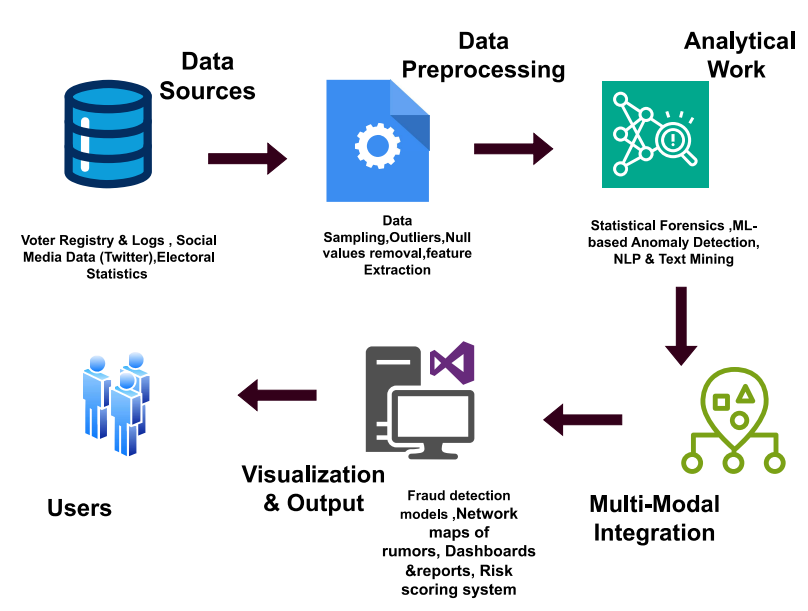 Data
Sources
Data
Preprocessing
Analytical
Work
Voter Registry & Logs , Social
Media Data (Twitter),Electoral
Statistics
Data
Sampling,Outliers,Null
values removal,feature
Extraction
Statistical Forensics ,ML-
based Anomaly Detection,
NLP & Text Mining
Users
Visualization
& Output
Fraud detection
models ,Network
maps of
rumors, Dashboards
&reports, Risk
scoring system
Multi-Modal
Integration